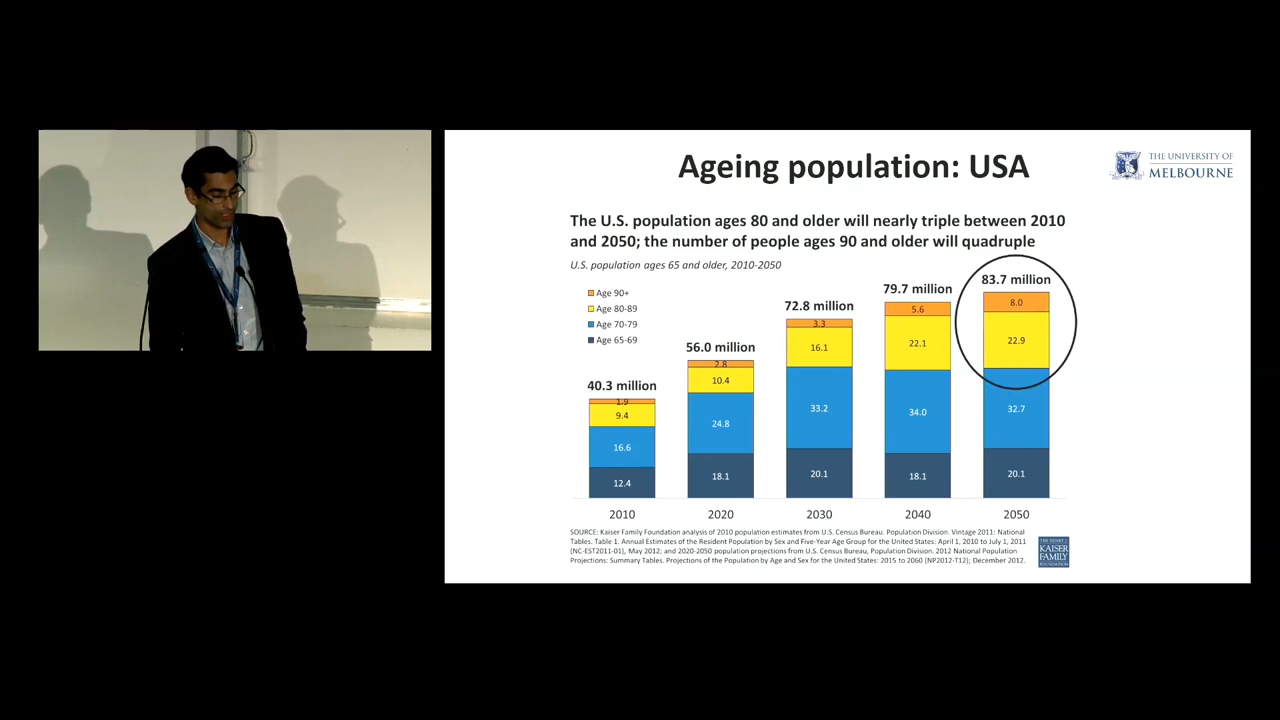 Ageing population: USA
THE UNIVERSITY OF
MELBOURNE
The U.S. population ages 80 and older will nearly triple between 2010
and 2050; the number of people ages 90 and older will quadruple
U.S. population ages 65 and older, 2010-2050
Age 90+
Age 80-89
Age 70-79
Age 65-69
40.3 million
1.9
9.4
16.6
12.4
2010
56.0 million
2.8
10.4
24.8
18.1
2020
72.8 million
3.3
16.1
33.2
20.1
2030
79.7 million
5.6
22.1
34.0
18.1
2040
83.7 million
8.0
22.9
32.7
20.1
2050
SOURCE: Kaiser Family Foundation analysis of 2010 population estimates from U.S. Census Bureau. Population Division. Vintage 2011: National
Tables. Table 1. Annual Estimates of the Resident Population by Sex and Five-Year Age Group for the United States: April 1, 2010 to July 1, 2011
(NC-EST2011-01), May 2012; and 2020-2050 population projections from U.S. Census Bureau, Population Division. 2012 National Population
Projections: Summary Tables. Projections of the Population by Age and Sex for the United States: 2015 to 2060 (NP2012-T12); December 2012.
THE HENRY J.
KAISER
FAMILY
FOUNDATION